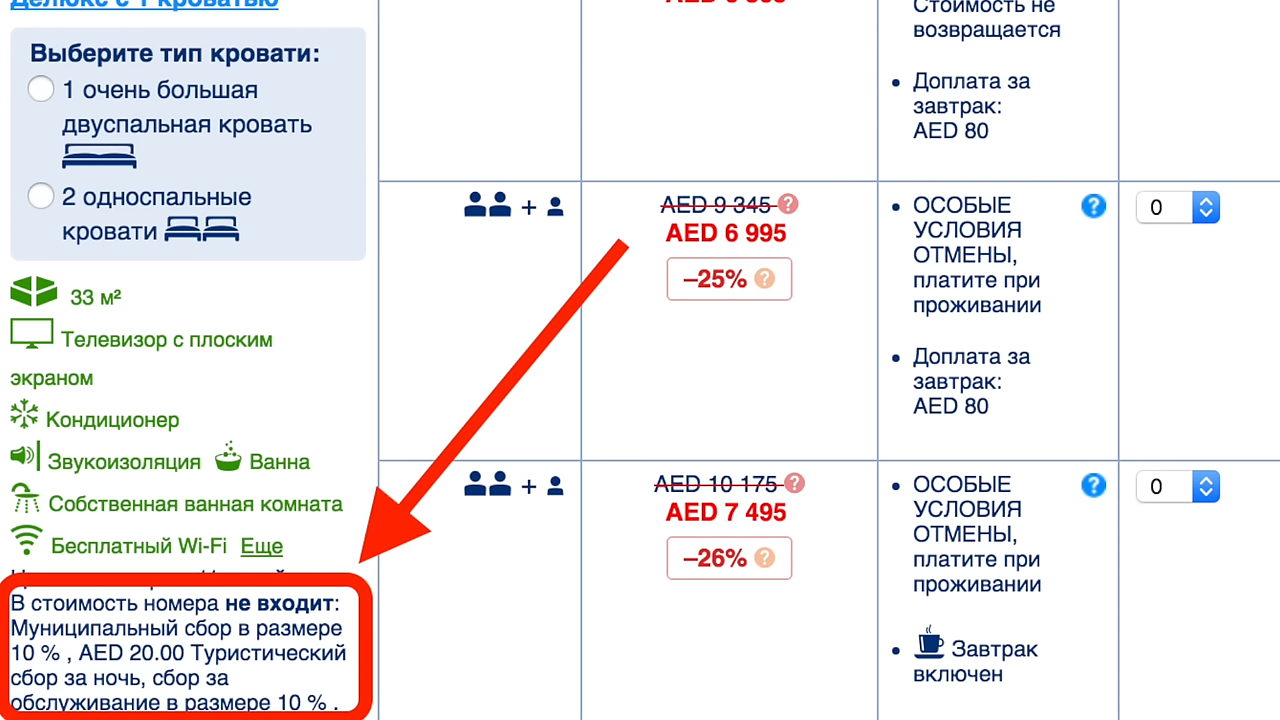 Делюкс с 1 кроватью
Выберите тип кровати:
1 очень большая
двуспальная кровать
2 односпальные
кровати
33 м²
Телевизор с плоским
экраном
Кондиционер
Звукоизоляция Ванна
Собственная ванная комната
Бесплатный Wi-Fi Еще
В стоимость номера не входит:
Муниципальный сбор в размере
10 % , AED 20.00 Туристический
сбор за ночь, сбор за
обслуживание в размере 10 % .
Стоимость не
возвращается
• Доплата за
завтрак:
AED 80
+
AED 9 345 ?
AED 6 995
–25% ?
• ОСОБЫЕ
УСЛОВИЯ
ОТМЕНЫ,
платите при
проживании
• Доплата за
завтрак:
AED 80
?
0
+
AED 10 175 ?
AED 7 495
–26% ?
• ОСОБЫЕ
УСЛОВИЯ
ОТМЕНЫ,
платите при
проживании
• Завтрак
включен
?
0